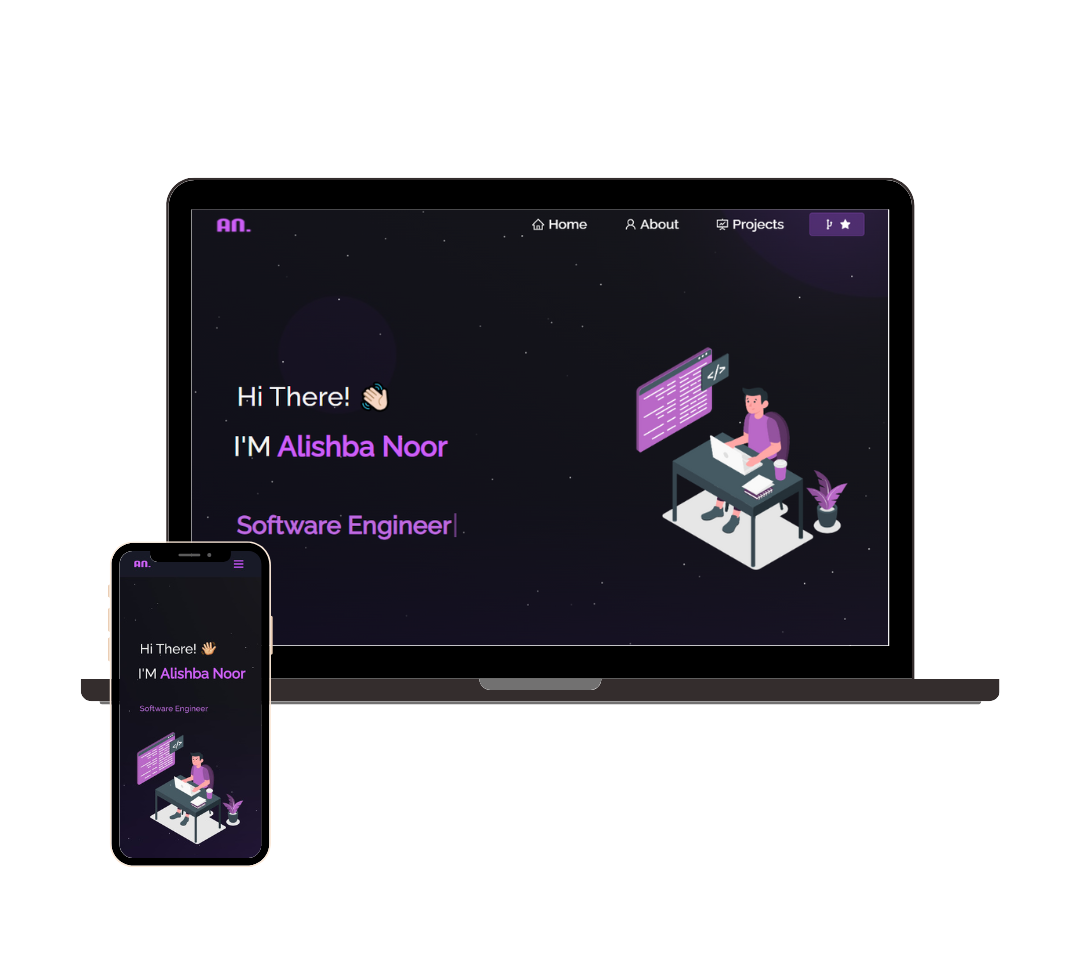 AN.
Home About Projects
Hi There! 👋🏻
I'M Alishba Noor
Software Engineer|
</>
AN.
Hi There! 👋🏼
I'M Alishba Noor
Software Engineer
</>